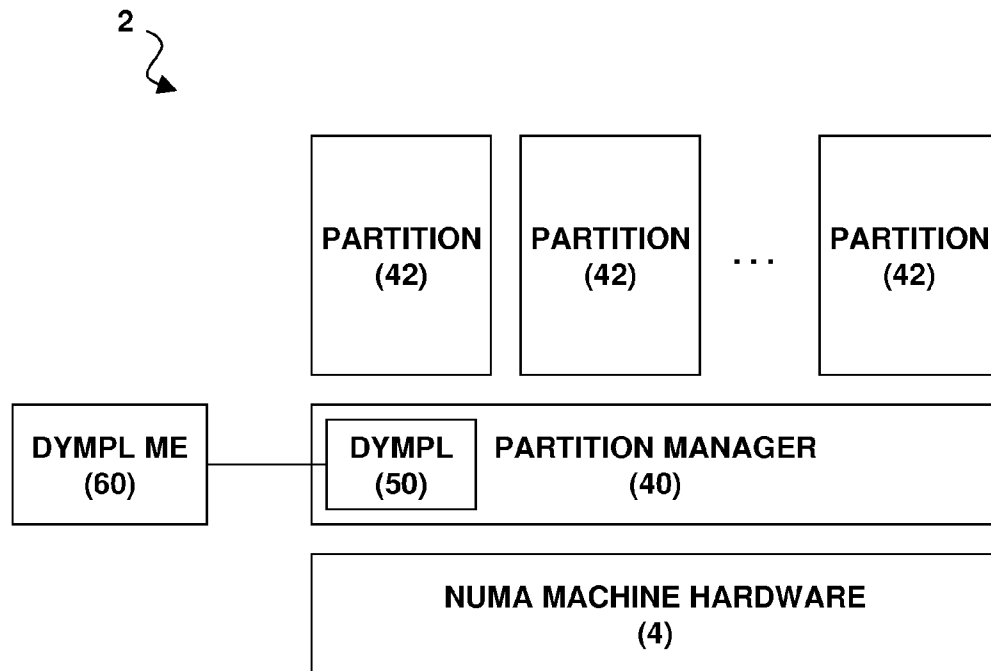 2
PARTITION
(42)
PARTITION
(42)
...
PARTITION
(42)
DYMPL ME
(60)
DYMPL
(50)
PARTITION MANAGER
(40)
NUMA MACHINE HARDWARE
(4)